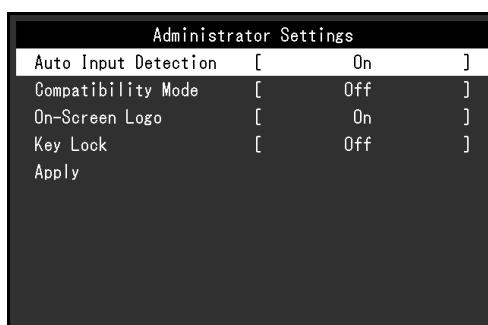 Administrator Settings
Auto Input Detection [ On ]
Compatibility Mode [ Off ]
On-Screen Logo [ On ]
Key Lock [ Off ]
Apply